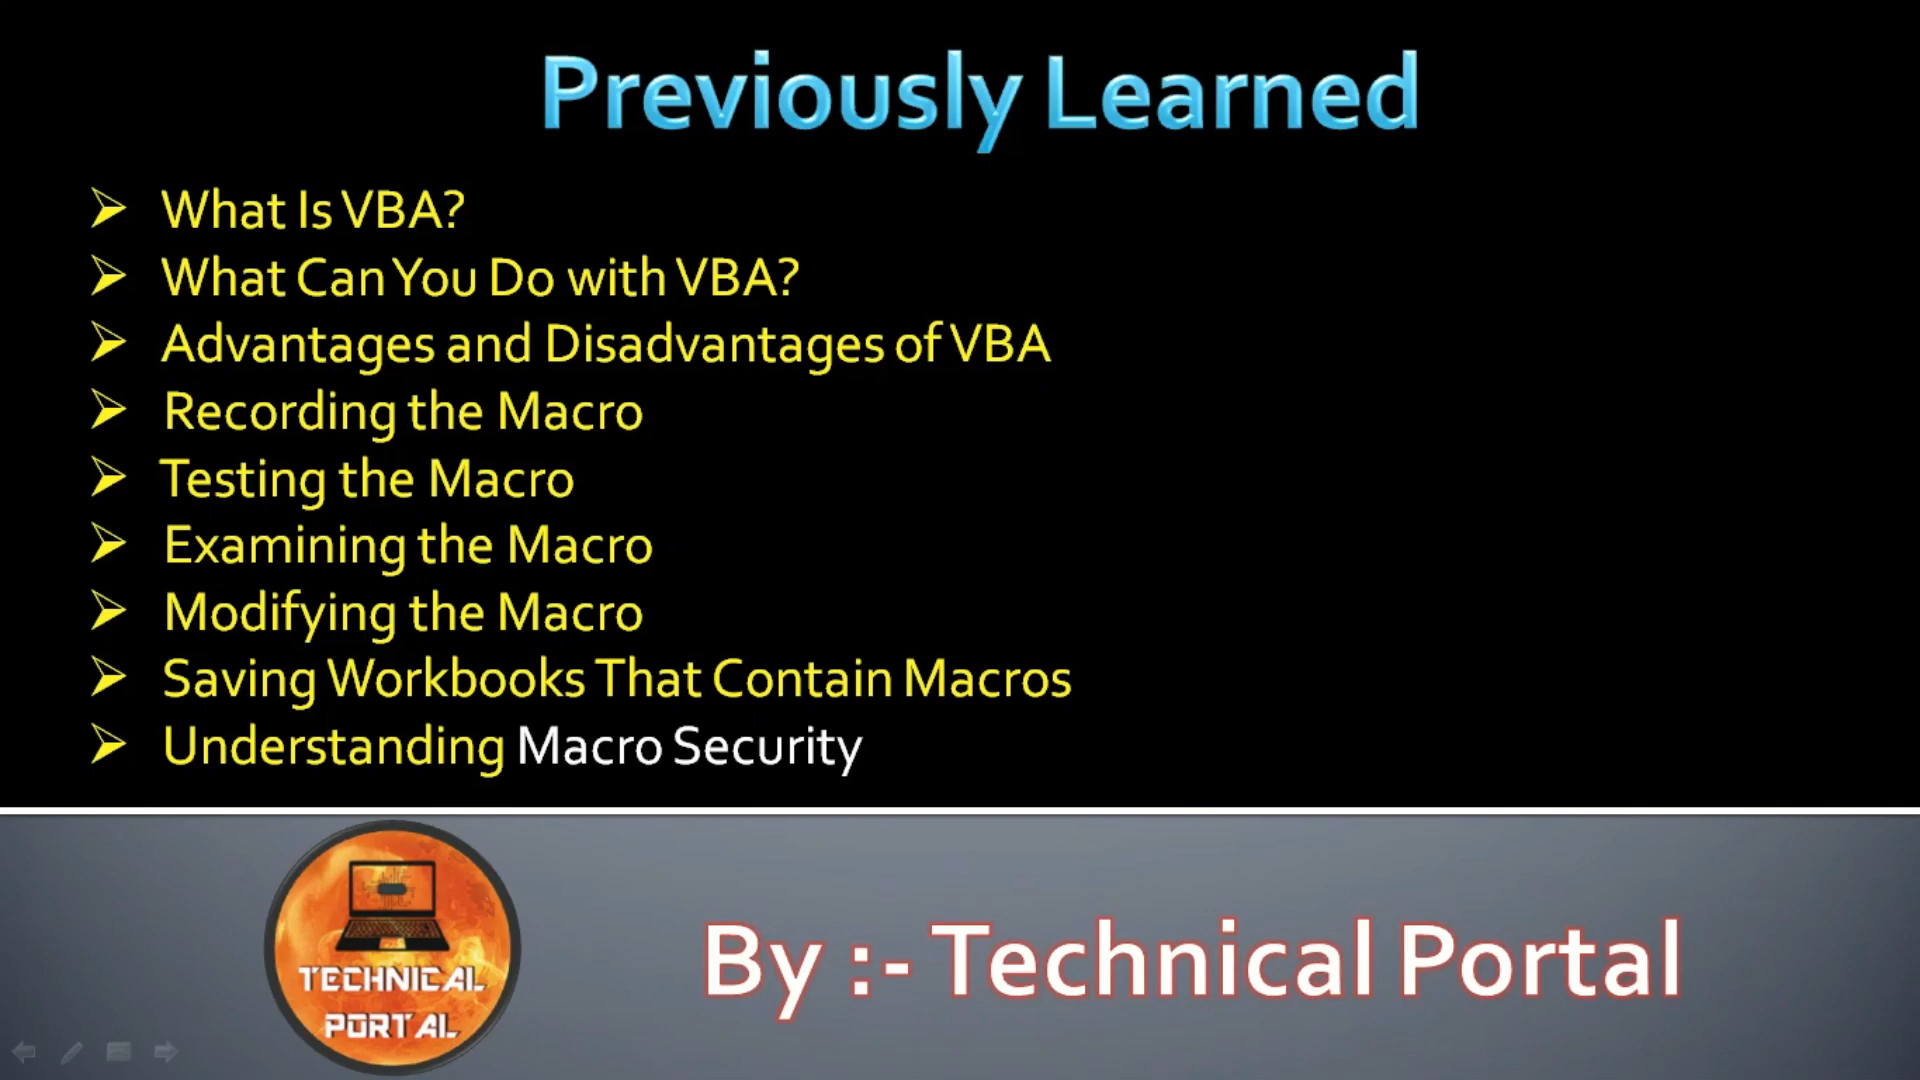 Previously Learned
What Is VBA?
What Can You Do with VBA?
Advantages and Disadvantages of VBA
Recording the Macro
Testing the Macro
Examining the Macro
Modifying the Macro
Saving Workbooks That Contain Macros
Understanding Macro Security
TECHNICAL
PORTAL
By :- Technical Portal